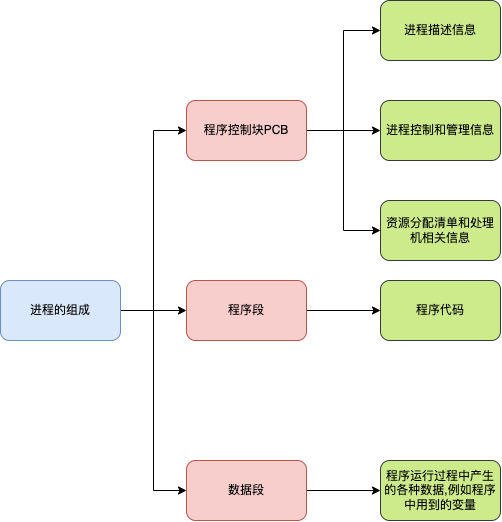 进程描述信息
程序控制块PCB
进程控制和管理信息
资源分配清单和处理
机相关信息
进程的组成
程序段
程序代码
数据段
程序运行过程中产生
的各种数据,例如程序
中用到的变量